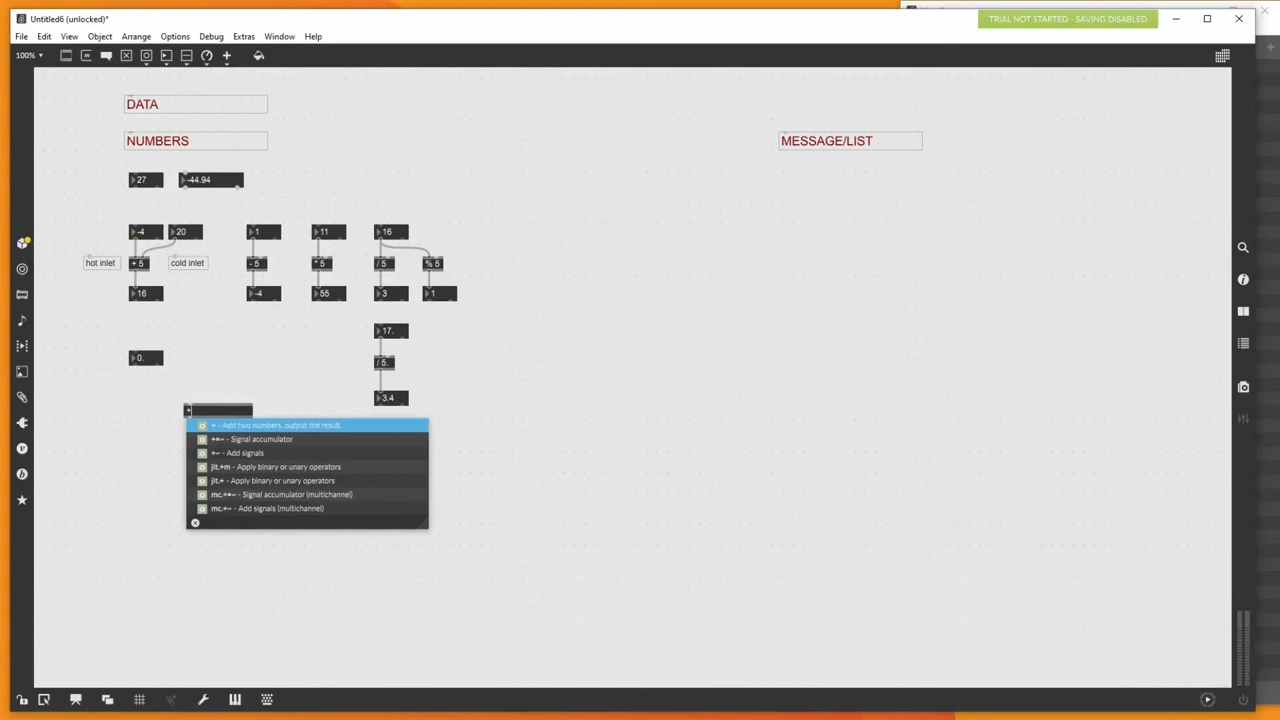 Untitled6 (unlocked)*
TRIAL NOT STARTED - SAVING DISABLED
File Edit View Object Arrange Options Debug Extras Window Help
100%
DATA
NUMBERS
MESSAGE/LIST
27
-44.94
-4
20
1
11
16
hot inlet
+ 5
cold inlet
- 5
* 5
/ 5
% 5
16
-4
55
3
1
17.
0.
/ 5.
3.4
+
+ - Add two numbers, output the result
+=~ - Signal accumulator
+~ - Add signals
jit.+m - Apply binary or unary operators
jit.+ - Apply binary or unary operators
mc.+=~ - Signal accumulator (multichannel)
mc.+~ - Add signals (multichannel)